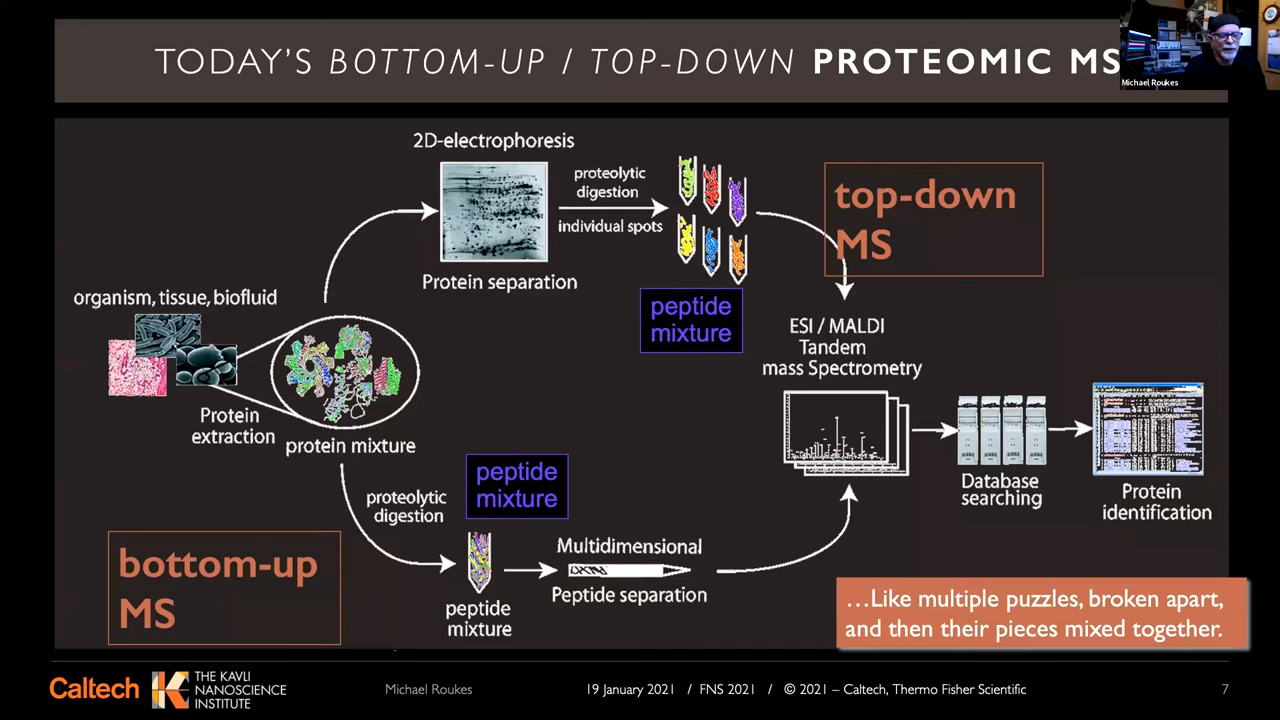 TODAY'S BOTTOM-UP / TOP-DOWN PROTEOMIC MS
Michael Roukes
2D-electrophoresis
proteolytic
digestion
individual spots
Protein separation
top-down
MS
peptide
mixture
organism, tissue, biofluid
Protein
extraction
protein mixture
ESI / MALDI
Tandem
mass Spectrometry
Database
searching
Protein
identification
proteolytic
digestion
peptide
mixture
bottom-up
MS
peptide
mixture
Multidimensional
Peptide separation
...Like multiple puzzles, broken apart,
and then their pieces mixed together.
Caltech
THE KAVLI
NANOSCIENCE
INSTITUTE
Michael Roukes
19 January 2021 / FNS 2021 / © 2021 – Caltech, Thermo Fisher Scientific
7